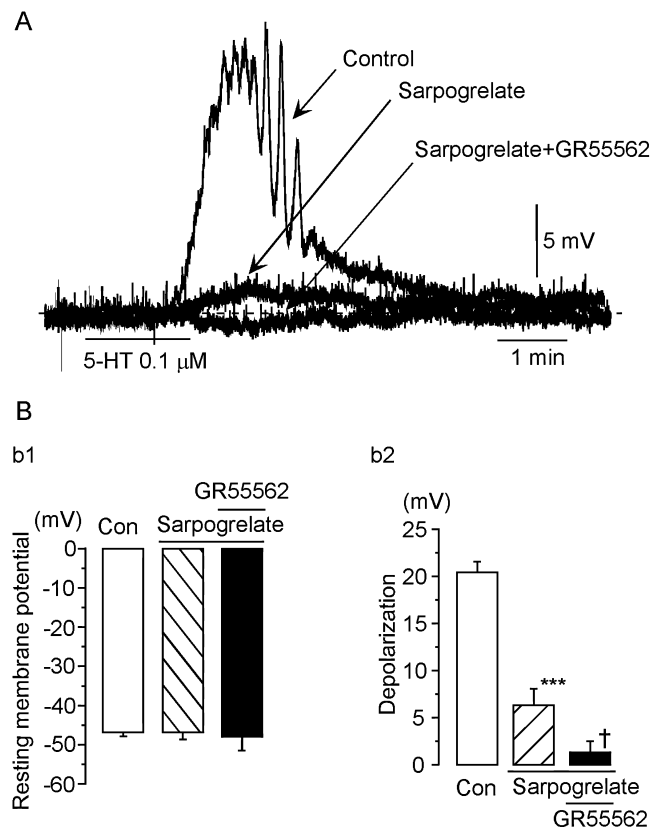 A
Control
Sarpogrelate
Sarpogrelate+GR55562
5 mV
5-HT 0.1 μM
1 min
B
b1
(mV)
Con
GR55562
Sarpogrelate
Resting membrane potential
0
-10
-20
-30
-40
-50
-60
b2
(mV)
Depolarization
25
20
15
10
5
0
***
†
Con
Sarpogrelate
GR55562